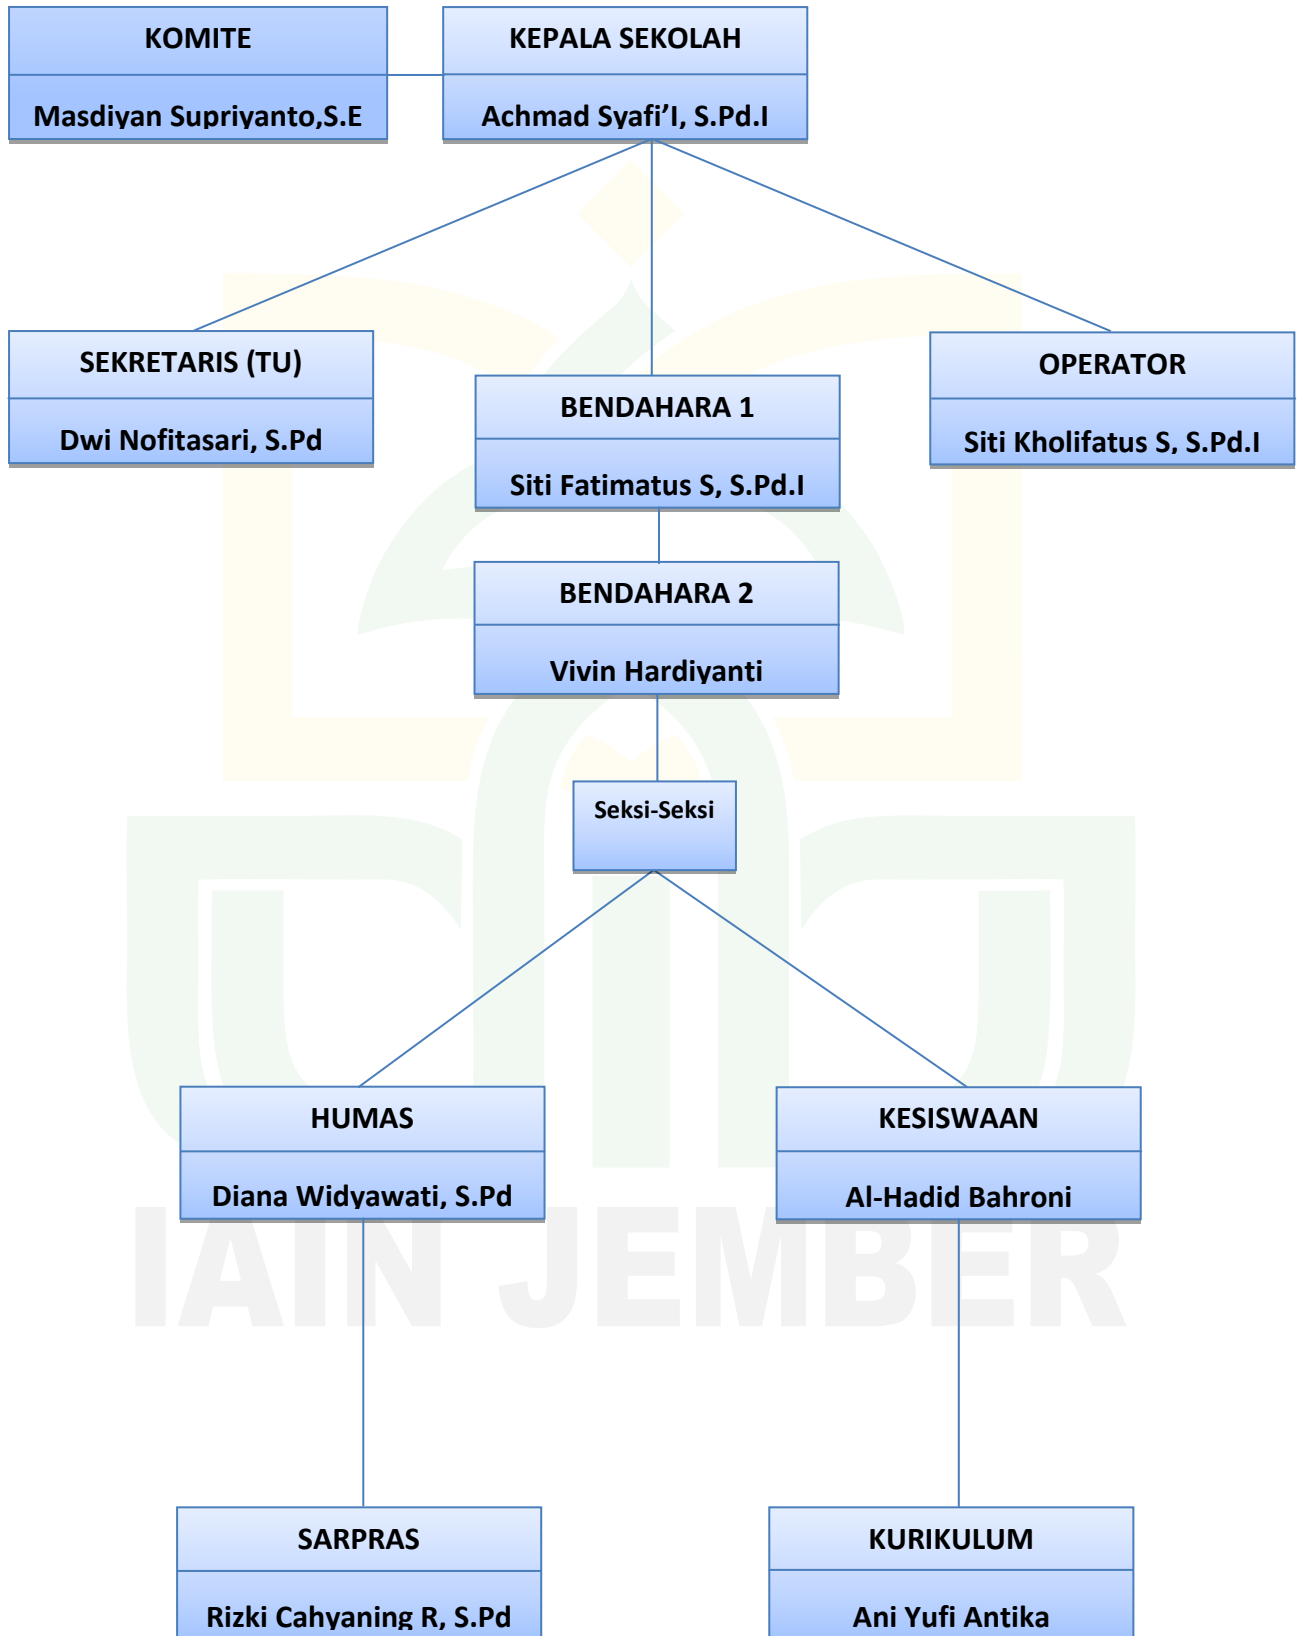 KOMITE
Masdiyan Supriyanto,S.E
KEPALA SEKOLAH
Achmad Syafi’I, S.Pd.I
SEKRETARIS (TU)
Dwi Nofitasari, S.Pd
BENDAHARA 1
Siti Fatimatus S, S.Pd.I
OPERATOR
Siti Kholifatus S, S.Pd.I
BENDAHARA 2
Vivin Hardiyanti
Seksi-Seksi
HUMAS
Diana Widyawati, S.Pd
KESISWAAN
Al-Hadid Bahroni
IAIN JEMBER
SARPRAS
Rizki Cahyaning R, S.Pd
KURIKULUM
Ani Yufi Antika